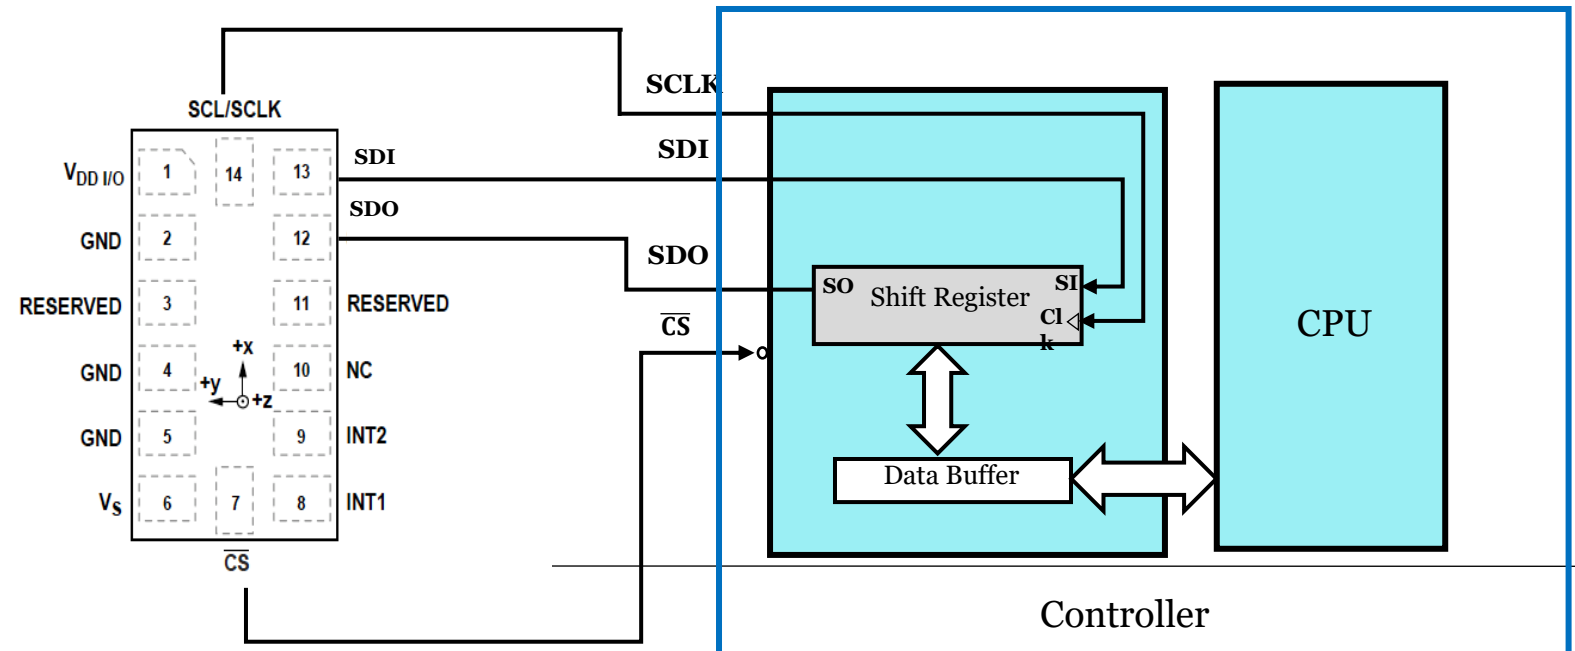 SCLK
SCL/SCLK
SDI
SDI
V_DD I/O
1
14
13
SDO
GND
2
12
SDO
SO
Shift Register
SI
RESERVED
3
11
RESERVED
Cl
k
C̅S̅
CPU
+x
GND
4
10
NC
+y
+z
GND
5
9
INT2
Data Buffer
V_S
6
7
8
INT1
C̅S̅
Controller